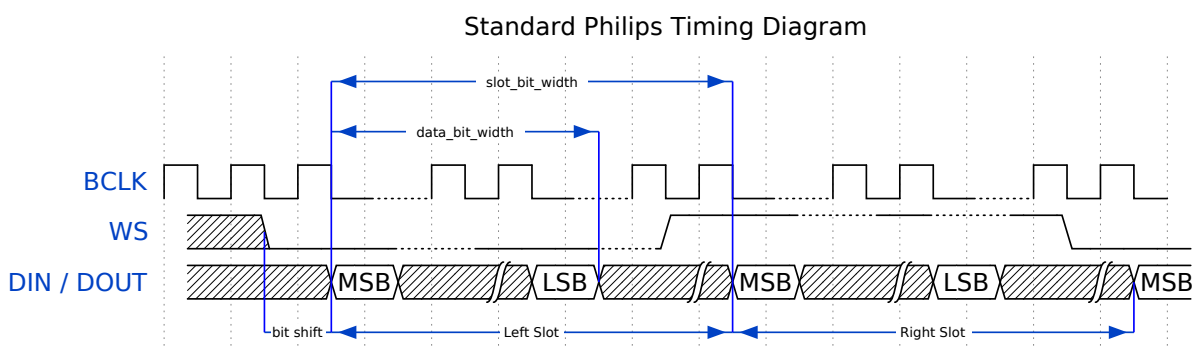 Standard Philips Timing Diagram
slot_bit_width
data_bit_width
BCLK
WS
DIN / DOUT
MSB
LSB
MSB
LSB
MSB
bit shift
Left Slot
Right Slot